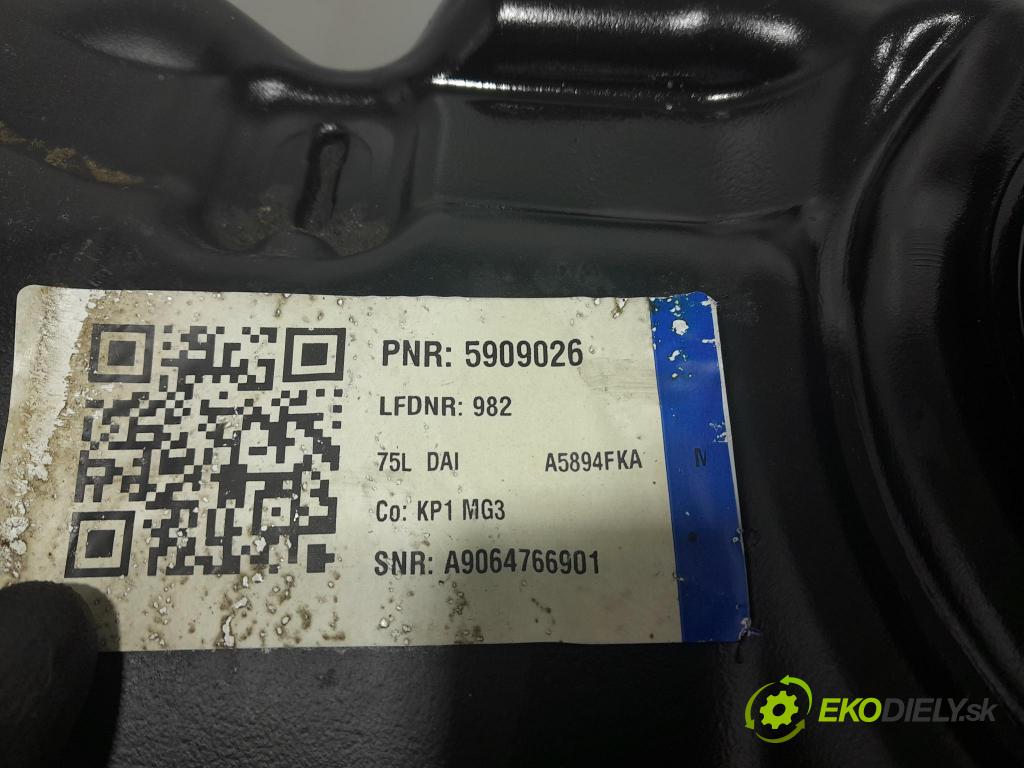 PNR: 5909026
LFDNR: 982
75L DAI A5894FKA N
Co: KP1 MG3
SNR: A9064766901
EKODIELY.sk